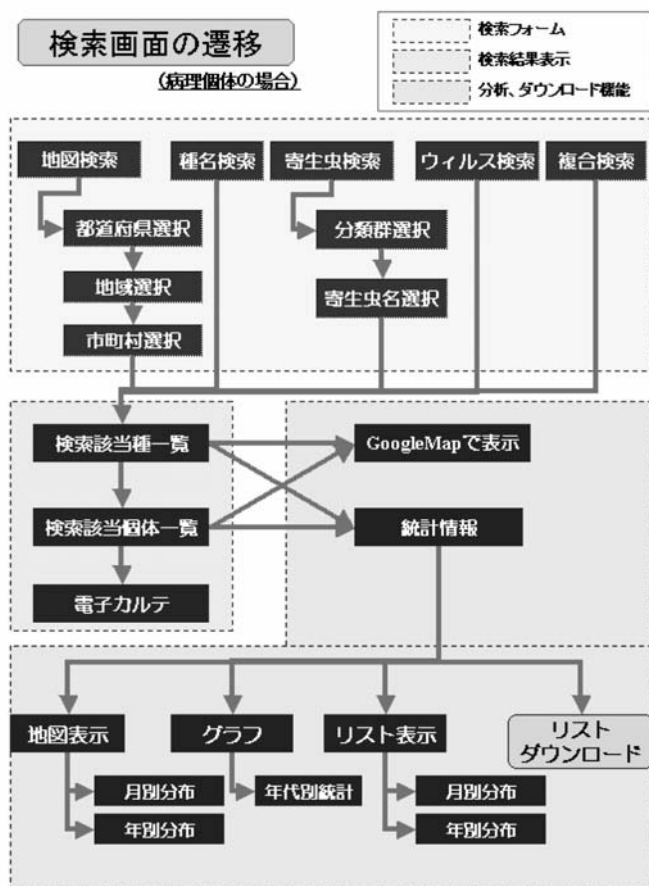 検索画面の遷移
(病理個体の場合)
検索フォーム
検索結果表示
分析、ダウンロード機能
地図検索
種名検索
寄生虫検索
ウィルス検索
複合検索
都道府県選択
分類群選択
地域選択
寄生虫名選択
市町村選択
検索該当種一覧
GoogleMapで表示
検索該当個体一覧
統計情報
電子カルテ
地図表示
グラフ
リスト表示
リスト
ダウンロード
月別分布
年代別統計
月別分布
年別分布
年別分布